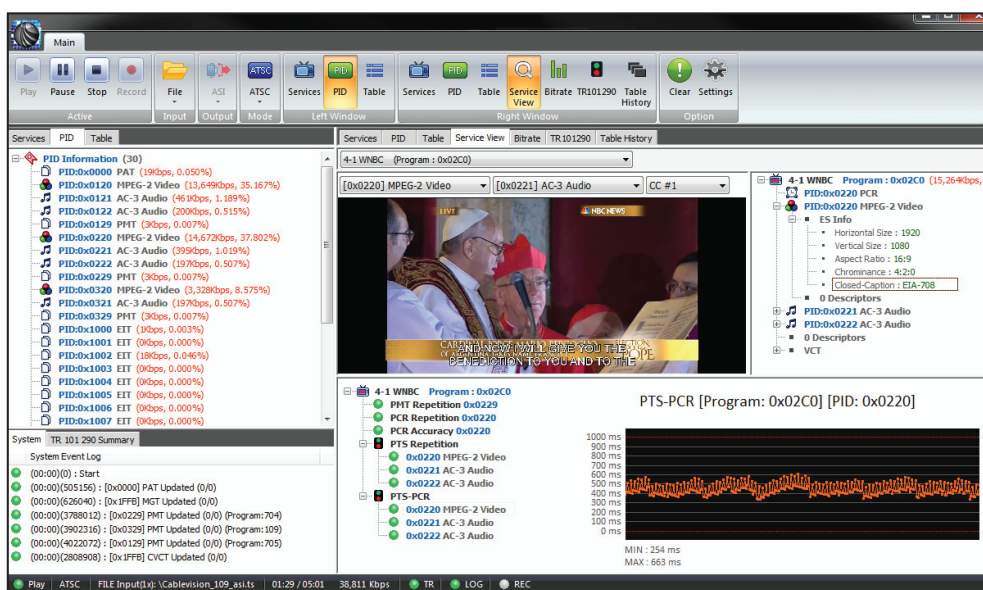 Main
Play Pause Stop Record File ASI ATSC Services PID Table Services PID Table Service View Bitrate TR101290 Table History Clear Settings
Active Input Output Mode Left Window Right Window Option
Services PID Table
PID Information (30)
PID:0x0000 PAT (19Kbps, 0.050%)
PID:0x0120 MPEG-2 Video (13,649Kbps, 35.167%)
PID:0x0121 AC-3 Audio (461Kbps, 1.189%)
PID:0x0122 AC-3 Audio (200Kbps, 0.515%)
PID:0x0129 PMT (3Kbps, 0.007%)
PID:0x0220 MPEG-2 Video (14,672Kbps, 37.802%)
PID:0x0221 AC-3 Audio (395Kbps, 1.019%)
PID:0x0222 AC-3 Audio (197Kbps, 0.507%)
PID:0x0229 PMT (3Kbps, 0.007%)
PID:0x0320 MPEG-2 Video (3,328Kbps, 8.575%)
PID:0x0321 AC-3 Audio (197Kbps, 0.507%)
PID:0x0329 PMT (3Kbps, 0.007%)
PID:0x1000 EIT (1Kbps, 0.003%)
PID:0x1001 EIT (0Kbps, 0.000%)
PID:0x1002 EIT (18Kbps, 0.046%)
PID:0x1003 EIT (0Kbps, 0.000%)
PID:0x1004 EIT (0Kbps, 0.000%)
PID:0x1005 EIT (0Kbps, 0.000%)
PID:0x1006 EIT (0Kbps, 0.000%)
PID:0x1007 EIT (0Kbps, 0.000%)
System TR 101 290 Summary
System Event Log
(00:00)(0) : Start
(00:00)(505156) : [0x0000] PAT Updated (0/0)
(00:00)(626040) : [0x1FFB] MGT Updated (0/0)
(00:00)(3788012) : [0x0229] PMT Updated (0/0) (Program:704)
(00:00)(3902316) : [0x0329] PMT Updated (0/0) (Program:109)
(00:00)(4022072) : [0x0129] PMT Updated (0/0) (Program:705)
(00:00)(2808908) : [0x1FFB] CVCT Updated (0/0)
Services PID Table Service View Bitrate TR101290 Table History
4-1 WNBC (Program : 0x02C0)
[0x0220] MPEG-2 Video [0x0221] AC-3 Audio CC #1
LIVE NBC NEWS
CARDINAL JORGE MARIO BERGOGLIO
ELECTION
POPE
AND NOW I WILL GIVE YOU THE
BENEDICTION TO YOU AND TO THE
4-1 WNBC Program : 0x02C0 (15,264Kbps,
PID:0x0220 PCR
PID:0x0220 MPEG-2 Video
ES Info
Horizontal Size : 1920
Vertical Size : 1080
Aspect Ratio : 16:9
Chrominance : 4:2:0
Closed-Caption : EIA-708
0 Descriptors
PID:0x0221 AC-3 Audio
PID:0x0222 AC-3 Audio
0 Descriptors
VCT
4-1 WNBC Program : 0x02C0
PMT Repetition 0x0229
PCR Repetition 0x0220
PCR Accuracy 0x0220
PTS Repetition
0x0220 MPEG-2 Video
0x0221 AC-3 Audio
0x0222 AC-3 Audio
PTS-PCR
0x0220 MPEG-2 Video
0x0221 AC-3 Audio
0x0222 AC-3 Audio
PTS-PCR [Program: 0x02C0] [PID: 0x0220]
1000 ms
900 ms
800 ms
700 ms
600 ms
500 ms
400 ms
300 ms
200 ms
100 ms
0 ms
MIN : 254 ms
MAX : 663 ms
Play ATSC FILE Input(1x): \Cablevision_109_asi.ts 01:29 / 05:01 38,811 Kbps TR LOG REC